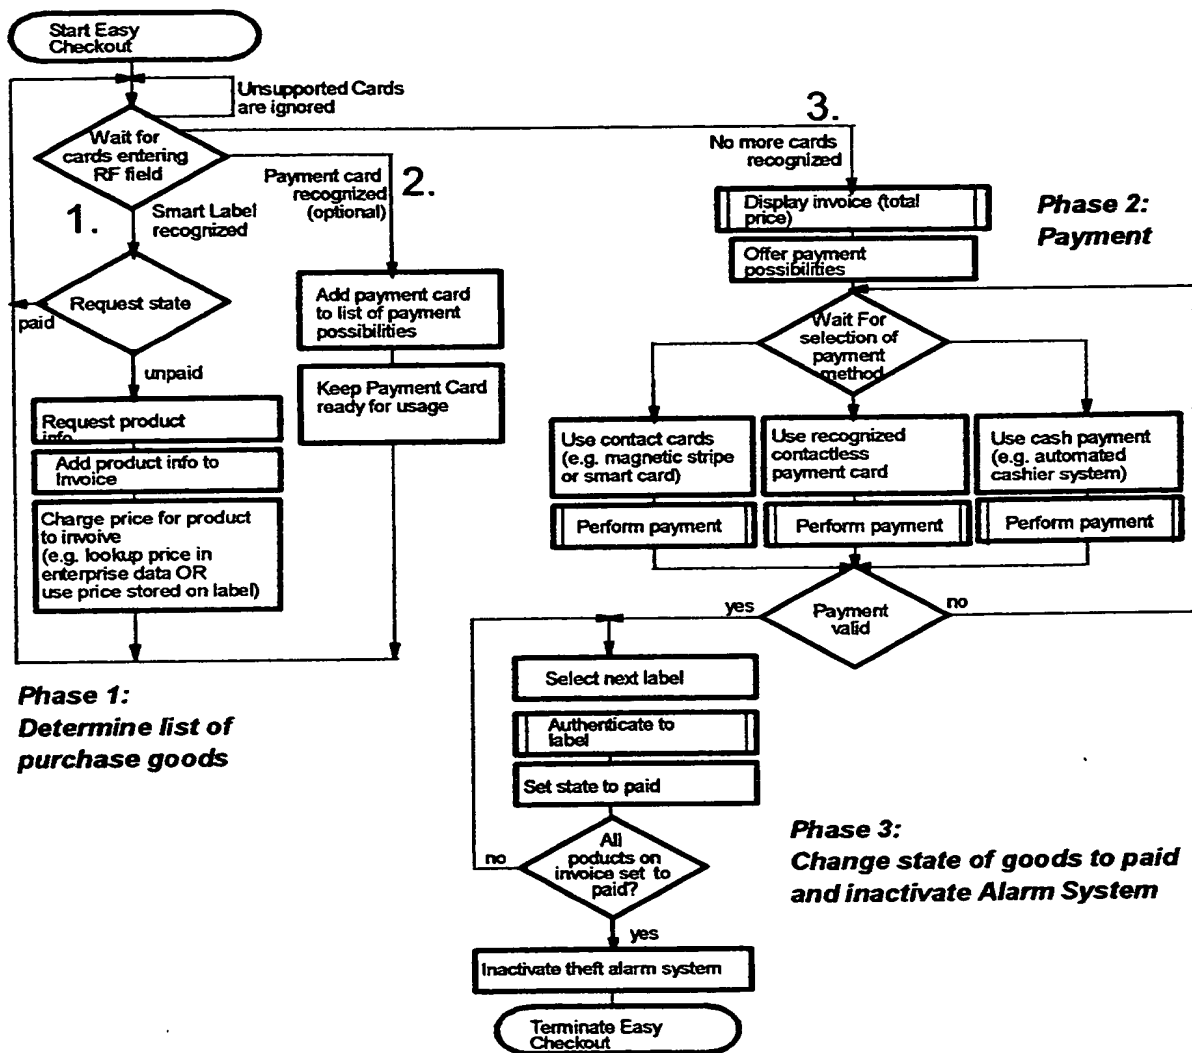 Start Easy
Checkout
Unsupported Cards
are ignored
Wait for
cards entering
RF field
3.
No more cards
recognized
Payment card
recognized
(optional)
2.
1.
Smart Label
recognized
Display invoice (total
price)
Phase 2:
Payment
Offer payment
possibilities
Request state
paid
Add payment card
to list of payment
possibilities
Wait For
selection of
payment
method
unpaid
Keep Payment Card
ready for usage
Request product
info
Add product info to
Invoice
Use contact cards
(e.g. magnetic stripe
or smart card)
Use recognized
contactless
payment card
Use cash payment
(e.g. automated
cashier system)
Charge price for product
to invoive
(e.g. lookup price in
enterprise data OR
use price stored on label)
Perform payment
Perform payment
Perform payment
yes
Payment
valid
no
Phase 1:
Determine list of
purchase goods
Select next label
Authenticate to
label
Set state to paid
no
All
poducts on
invoice set to
paid?
Phase 3:
Change state of goods to paid
and inactivate Alarm System
yes
Inactivate theft alarm system
Terminate Easy
Checkout